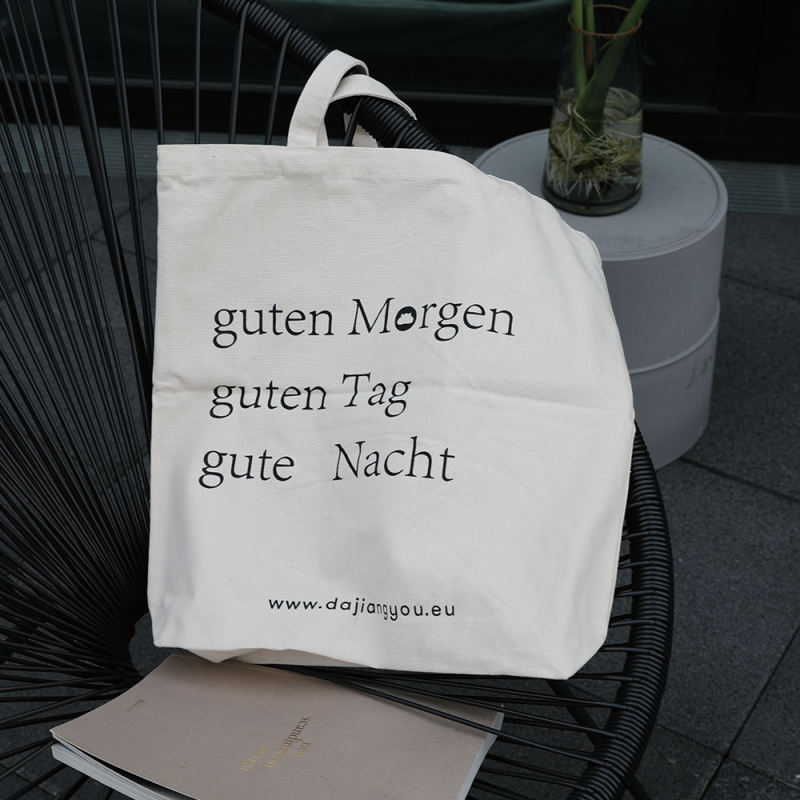 guten Morgen
guten Tag
gute Nacht
www.dajiangyou.eu